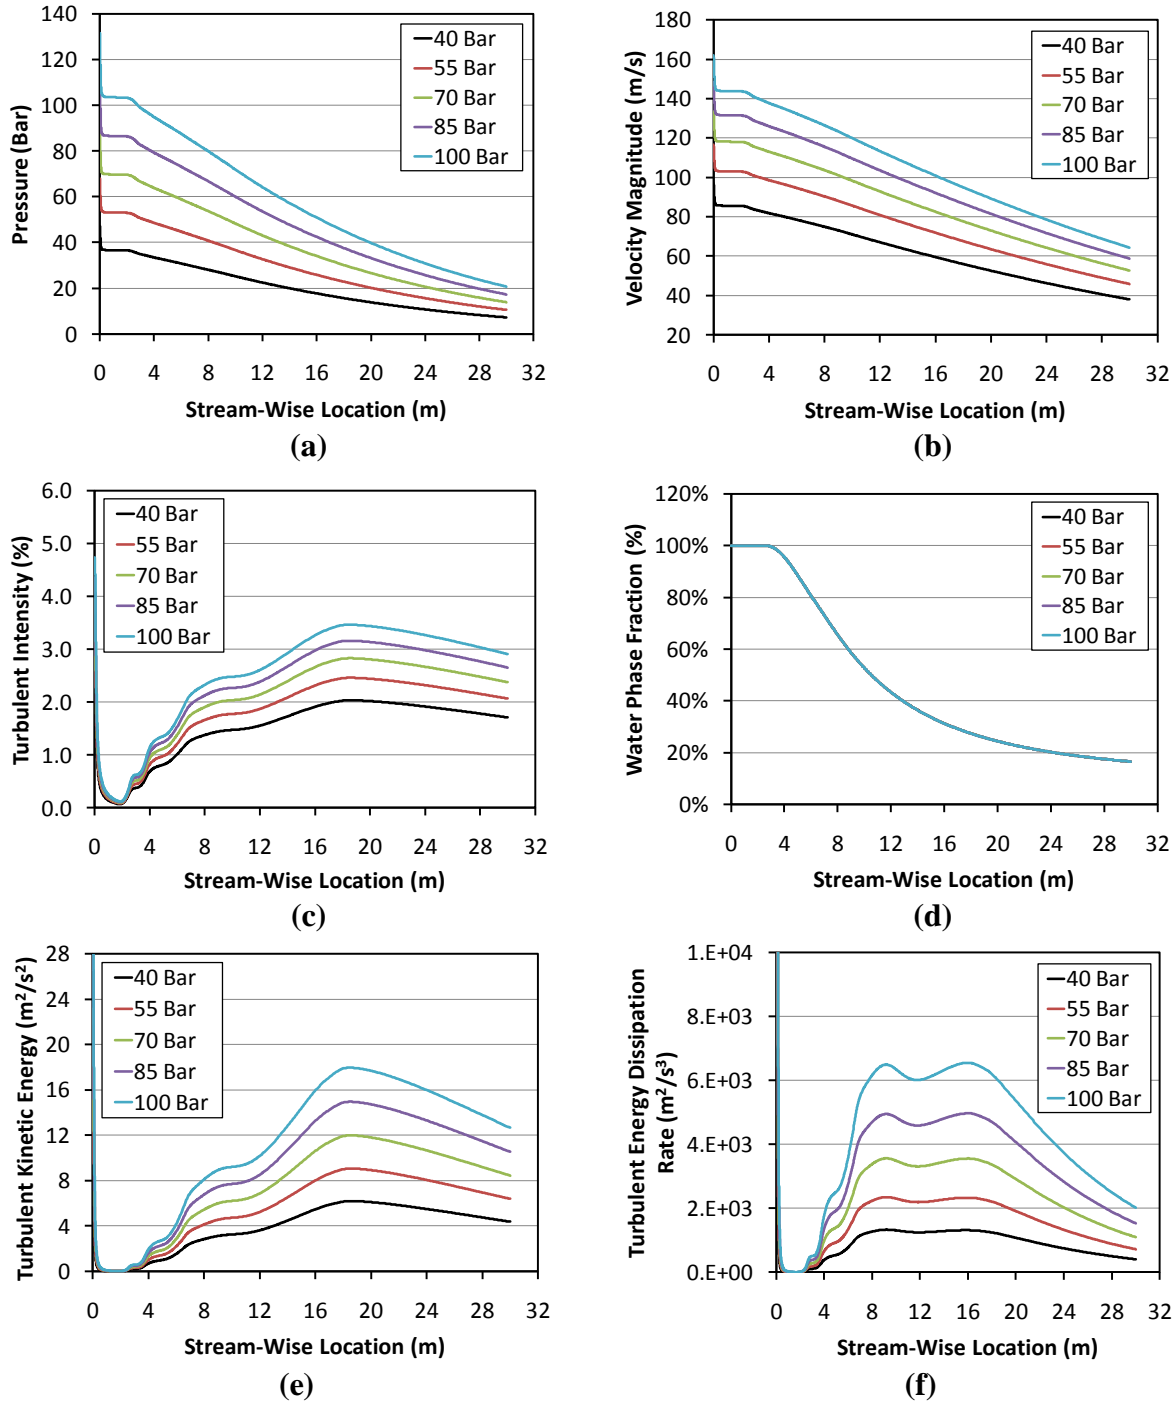 Pressure (Bar)
140
120
100
80
60
40
20
0
0 4 8 12 16 20 24 28 32
Stream-Wise Location (m)
40 Bar
55 Bar
70 Bar
85 Bar
100 Bar
(a)
Velocity Magnitude (m/s)
180
160
140
120
100
80
60
40
20
0 4 8 12 16 20 24 28 32
Stream-Wise Location (m)
40 Bar
55 Bar
70 Bar
85 Bar
100 Bar
(b)
Turbulent Intensity (%)
6.0
5.0
4.0
3.0
2.0
1.0
0.0
0 4 8 12 16 20 24 28 32
Stream-Wise Location (m)
40 Bar
55 Bar
70 Bar
85 Bar
100 Bar
(c)
Water Phase Fraction (%)
120%
100%
80%
60%
40%
20%
0%
0 4 8 12 16 20 24 28 32
Stream-Wise Location (m)
40 Bar
55 Bar
70 Bar
85 Bar
100 Bar
(d)
Turbulent Kinetic Energy (m²/s²)
28
24
20
16
12
8
4
0
0 4 8 12 16 20 24 28 32
Stream-Wise Location (m)
40 Bar
55 Bar
70 Bar
85 Bar
100 Bar
(e)
Turbulent Energy Dissipation
Rate (m²/s³)
1.E+04
8.E+03
6.E+03
4.E+03
2.E+03
0.E+00
0 4 8 12 16 20 24 28 32
Stream-Wise Location (m)
40 Bar
55 Bar
70 Bar
85 Bar
100 Bar
(f)